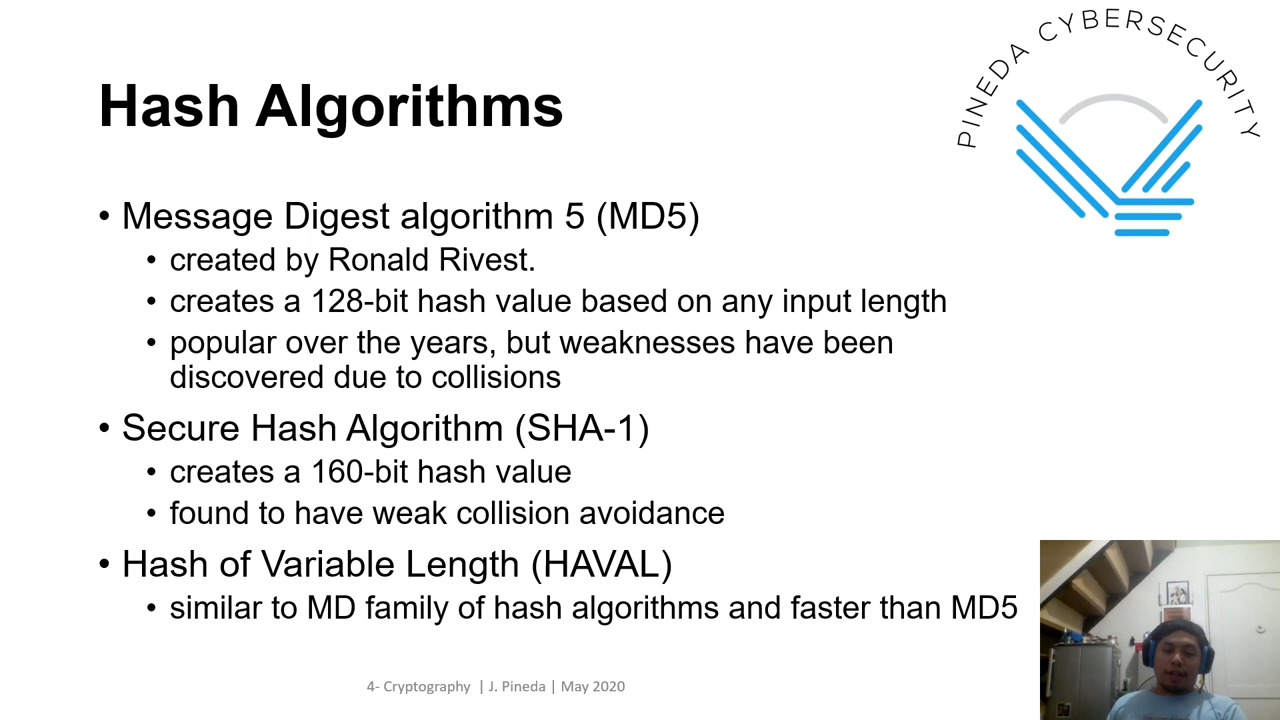 PINEDA CYBERSECURITY
Hash Algorithms
• Message Digest algorithm 5 (MD5)
• created by Ronald Rivest.
• creates a 128-bit hash value based on any input length
• popular over the years, but weaknesses have been
discovered due to collisions
• Secure Hash Algorithm (SHA-1)
• creates a 160-bit hash value
• found to have weak collision avoidance
• Hash of Variable Length (HAVAL)
• similar to MD family of hash algorithms and faster than MD5
4- Cryptography | J. Pineda | May 2020